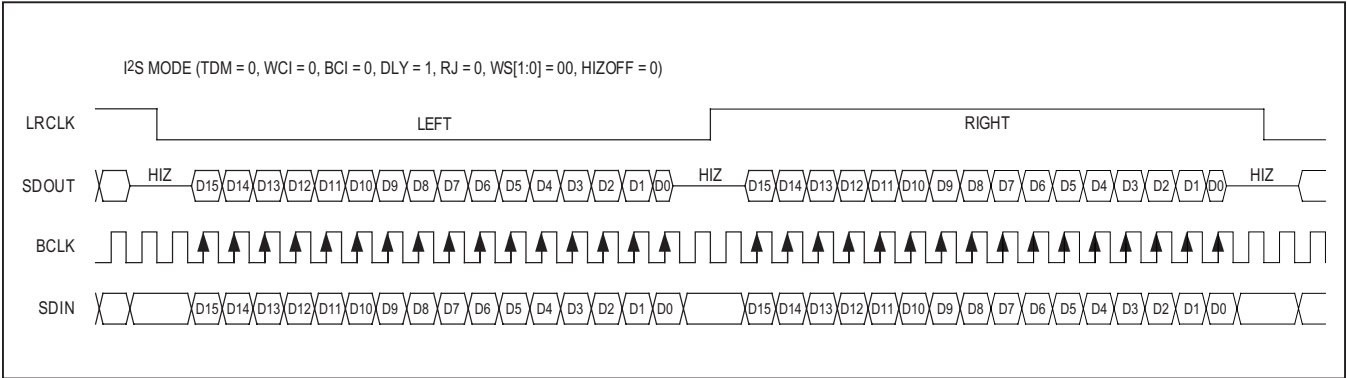 I²S MODE (TDM = 0, WCI = 0, BCI = 0, DLY = 1, RJ = 0, WS[1:0] = 00, HIZOFF = 0)
LRCLK LEFT RIGHT
SDOUT HIZ D15 D14 D13 D12 D11 D10 D9 D8 D7 D6 D5 D4 D3 D2 D1 D0 HIZ D15 D14 D13 D12 D11 D10 D9 D8 D7 D6 D5 D4 D3 D2 D1 D0 HIZ
BCLK
SDIN D15 D14 D13 D12 D11 D10 D9 D8 D7 D6 D5 D4 D3 D2 D1 D0 D15 D14 D13 D12 D11 D10 D9 D8 D7 D6 D5 D4 D3 D2 D1 D0